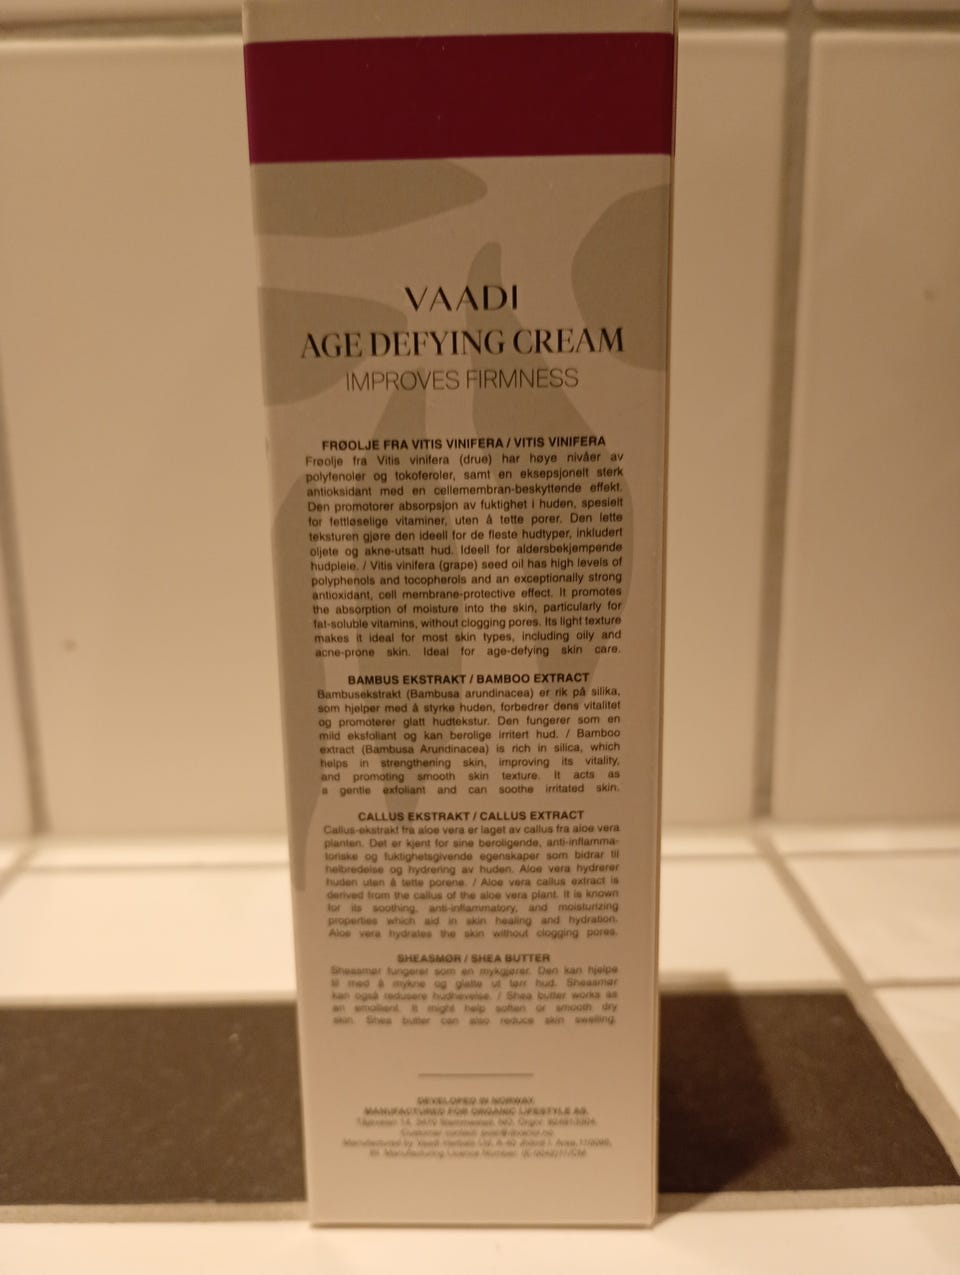 VAADI
AGE DEFYING CREAM
IMPROVES FIRMNESS
FRØOLJE FRA VITIS VINIFERA / VITIS VINIFERA
Frøolje fra Vitis vinifera (drue) har høye nivåer av
polyfenoler og tokoferoler, samt en eksepsjonelt sterk
antioksidant med en cellemembran-beskyttende effekt.
Den promotorer absorpsjon av fuktighet i huden, spesielt
for fettløselige vitaminer, uten å tette porer. Den lette
teksturen gjøre den ideell for de fleste hudtyper, inkludert
oljete og akne-utsatt hud. Ideell for aldersbekjempende
hudpleie. / Vitis vinifera (grape) seed oil has high levels of
polyphenols and tocopherols and an exceptionally strong
antioxidant, cell membrane-protective effect. It promotes
the absorption of moisture into the skin, particularly for
fat-soluble vitamins, without clogging pores. Its light texture
makes it ideal for most skin types, including oily and
acne-prone skin. Ideal for age-defying skin care.
BAMBUS EKSTRAKT / BAMBOO EXTRACT
Bambusekstrakt (Bambusa arundinacea) er rik på silika,
som hjelper med å styrke huden, forbedrer dens vitalitet
og promoterer glatt hudtekstur. Den fungerer som en
mild eksfoliant og kan berolige irritert hud. / Bamboo
extract (Bambusa Arundinacea) is rich in silica, which
helps in strengthening skin, improving its vitality,
and promoting smooth skin texture. It acts as
a gentle exfoliant and can soothe irritated skin.
CALLUS EKSTRAKT / CALLUS EXTRACT
Callus-ekstrakt fra aloe vera er laget av callus fra aloe vera
planten. Det er kjent for sine beroligende, anti-inflamma-
toriske og fuktighetsgivende egenskaper som bidrar til
helbredelse og hydrering av huden. Aloe vera hydrerer
huden uten å tette porene. / Aloe vera callus extract is
derived from the callus of the aloe vera plant. It is known
for its soothing, anti-inflammatory, and moisturizing
properties which aid in skin healing and hydration.
Aloe vera hydrates the skin without clogging pores.
SHEASMØR / SHEA BUTTER
Sheasmør fungerer som en mykgjører. Den kan hjelpe
til med å mykne og glatte ut tørr hud. Sheasmør
kan også redusere hudhevelse. / Shea butter works as
an emollient. It might help soften or smooth dry
skin. Shea butter can also reduce skin swelling.
DEVELOPED IN NORWAY.
MANUFACTURED FOR ORGANIC LIFESTYLE AS.
Customer contact:
Manufactured by Vaadi Herbals Ltd.
Manufacturing Licence Number: